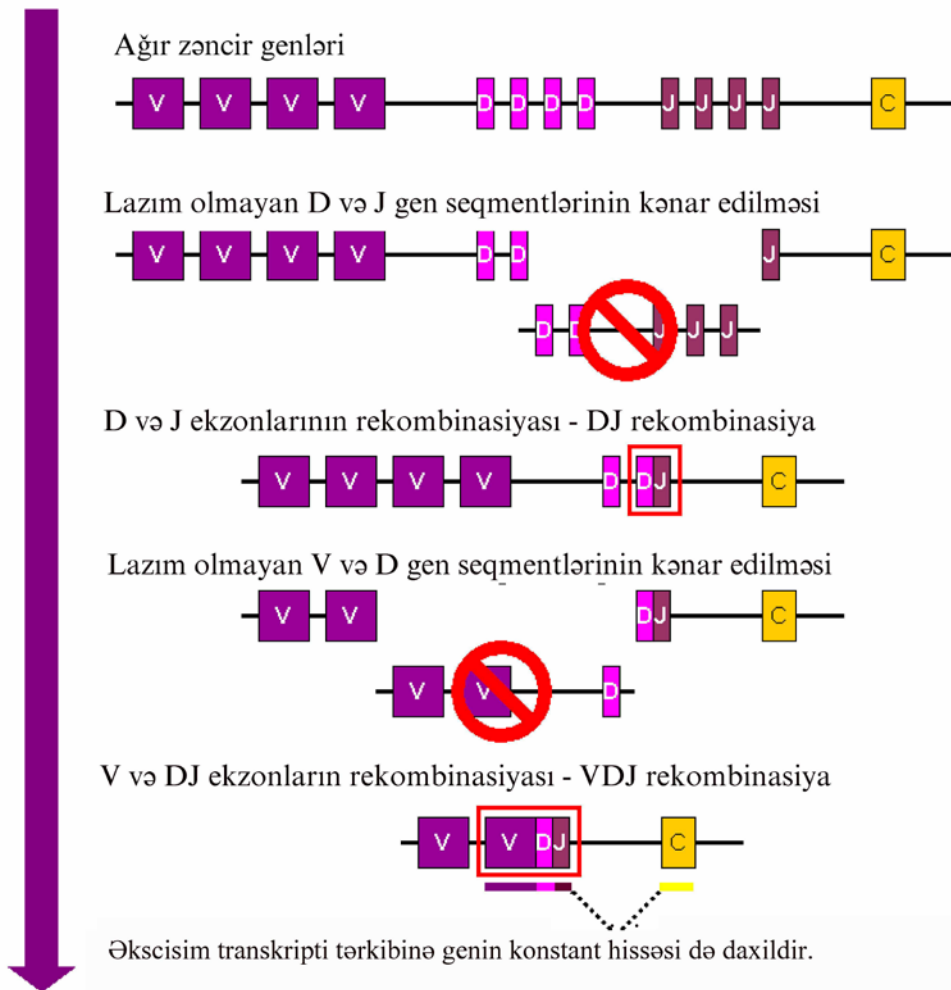 Ağır zəncir genləri
V V V V D D D D J J J J C
Lazım olmayan D və J gen seqmentlərinin kənar edilməsi
V V V V D D J C
D D J J J
D və J ekzonlarının rekombinasiyası - DJ rekombinasiya
V V V V D D J C
Lazım olmayan V və D gen seqmentlərinin kənar edilməsi
V V D J C
V V D
V və DJ ekzonların rekombinasiyası - VDJ rekombinasiya
V V D J C
Əkscisim transkripti tərkibinə genin konstant hissəsi də daxildir.